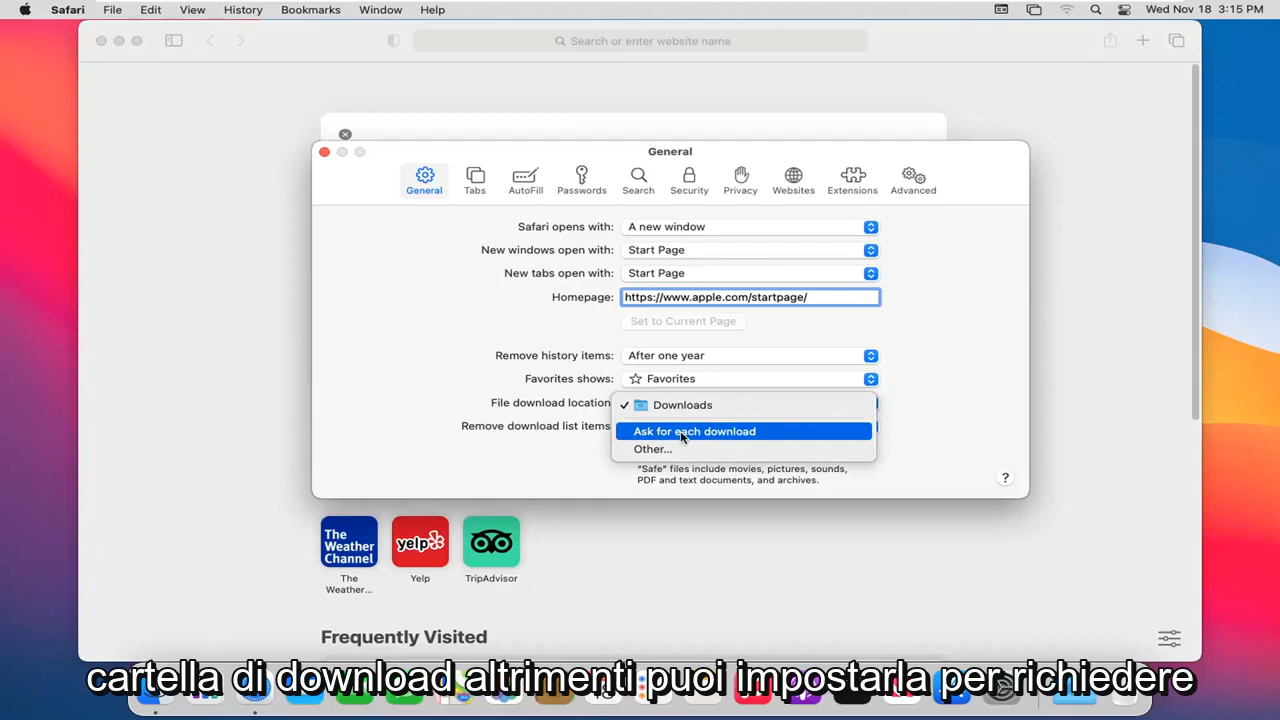 Safari File Edit View History Bookmarks Window Help Wed Nov 18 3:15 PM
Search or enter website name
General
General Tabs AutoFill Passwords Search Security Privacy Websites Extensions Advanced
Safari opens with: A new window
New windows open with: Start Page
New tabs open with: Start Page
Homepage: https://www.apple.com/startpage/
Set to Current Page
Remove history items: After one year
Favorites shows: Favorites
File download location
Downloads
Remove download list items:
Ask for each download
Other...
"Safe" files include movies, pictures, sounds,
PDF and text documents, and archives.
?
The
Weather
Channel
yelp
The
Weather...
Yelp
TripAdvisor
Frequently Visited
cartella di download altrimenti puoi impostarla per richiedere